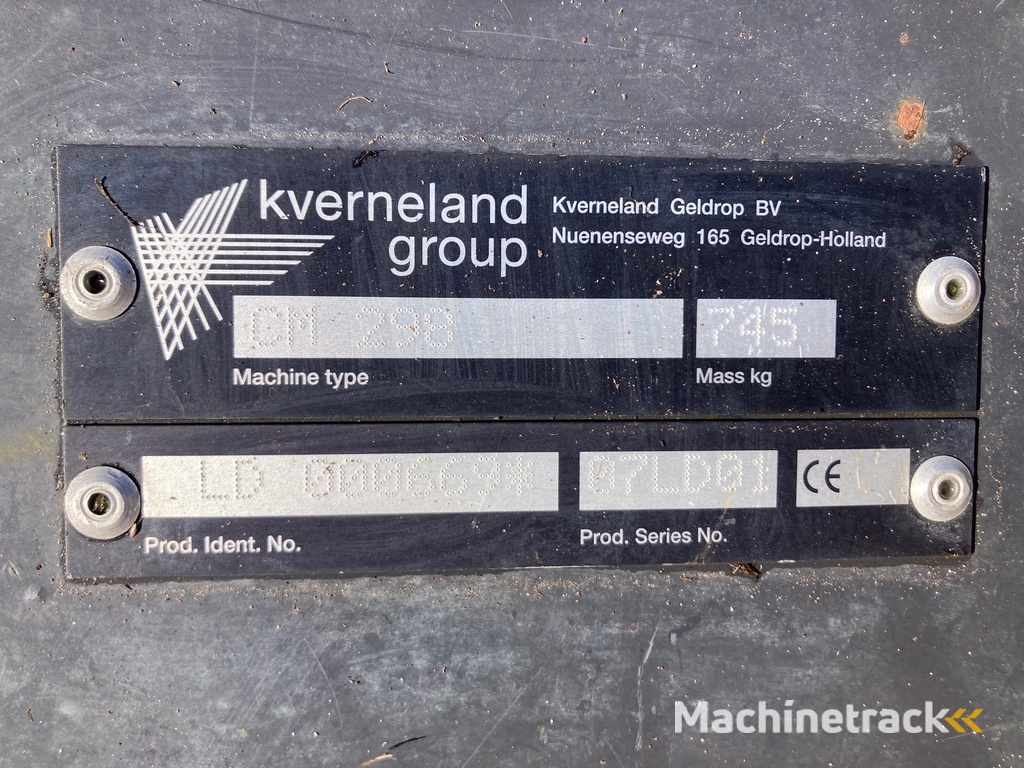 kverneland
group
Kverneland Geldrop BV
Nuenenseweg 165 Geldrop-Holland
CM 298 745
Machine type Mass kg
LD 000669* 07LD01 CE
Prod. Ident. No. Prod. Series No.
Machinetrack